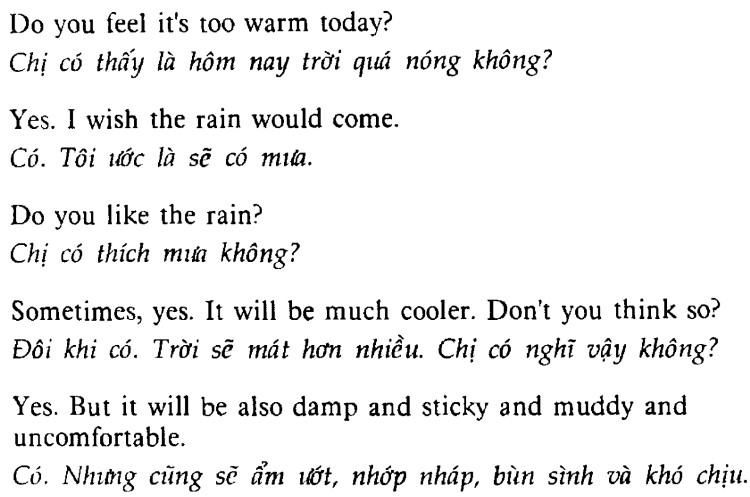 Do you feel it's too warm today?
Chị có thấy là hôm nay trời quá nóng không?
Yes. I wish the rain would come.
Có. Tôi ước là sẽ có mưa.
Do you like the rain?
Chị có thích mưa không?
Sometimes, yes. It will be much cooler. Don't you think so?
Đôi khi có. Trời sẽ mát hơn nhiều. Chị có nghĩ vậy không?
Yes. But it will be also damp and sticky and muddy and
uncomfortable.
Có. Nhưng cũng sẽ ẩm ướt, nhớp nháp, bùn sình và khó chịu.